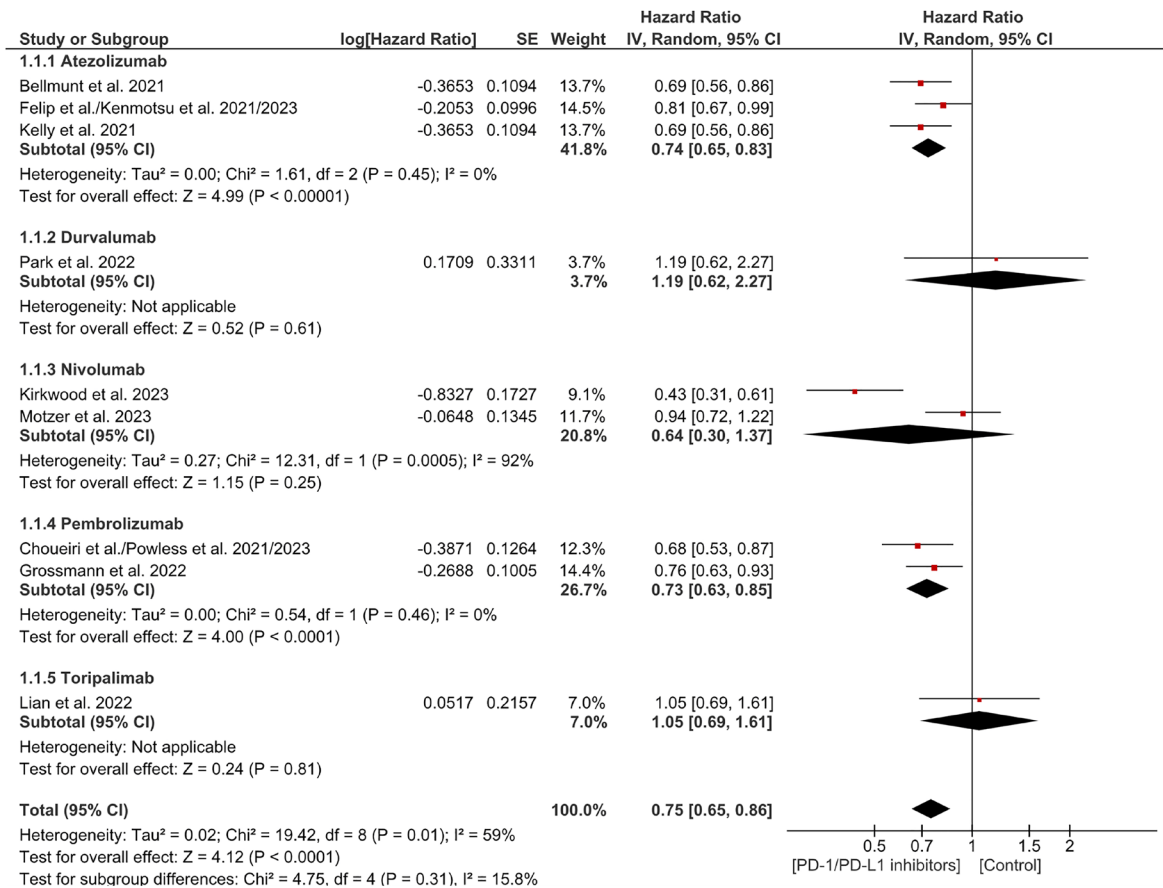 Hazard Ratio Hazard Ratio
Study or Subgroup log[Hazard Ratio] SE Weight IV, Random, 95% CI IV, Random, 95% CI
1.1.1 Atezolizumab
Bellmunt et al. 2021 -0.3653 0.1094 13.7% 0.69 [0.56, 0.86]
Felip et al./Kenmotsu et al. 2021/2023 -0.2053 0.0996 14.5% 0.81 [0.67, 0.99]
Kelly et al. 2021 -0.3653 0.1094 13.7% 0.69 [0.56, 0.86]
Subtotal (95% CI) 41.8% 0.74 [0.65, 0.83]
Heterogeneity: Tau² = 0.00; Chi² = 1.61, df = 2 (P = 0.45); I² = 0%
Test for overall effect: Z = 4.99 (P < 0.00001)
1.1.2 Durvalumab
Park et al. 2022 0.1709 0.3311 3.7% 1.19 [0.62, 2.27]
Subtotal (95% CI) 3.7% 1.19 [0.62, 2.27]
Heterogeneity: Not applicable
Test for overall effect: Z = 0.52 (P = 0.61)
1.1.3 Nivolumab
Kirkwood et al. 2023 -0.8327 0.1727 9.1% 0.43 [0.31, 0.61]
Motzer et al. 2023 -0.0648 0.1345 11.7% 0.94 [0.72, 1.22]
Subtotal (95% CI) 20.8% 0.64 [0.30, 1.37]
Heterogeneity: Tau² = 0.27; Chi² = 12.31, df = 1 (P = 0.0005); I² = 92%
Test for overall effect: Z = 1.15 (P = 0.25)
1.1.4 Pembrolizumab
Choueiri et al./Powless et al. 2021/2023 -0.3871 0.1264 12.3% 0.68 [0.53, 0.87]
Grossmann et al. 2022 -0.2688 0.1005 14.4% 0.76 [0.63, 0.93]
Subtotal (95% CI) 26.7% 0.73 [0.63, 0.85]
Heterogeneity: Tau² = 0.00; Chi² = 0.54, df = 1 (P = 0.46); I² = 0%
Test for overall effect: Z = 4.00 (P < 0.0001)
1.1.5 Toripalimab
Lian et al. 2022 0.0517 0.2157 7.0% 1.05 [0.69, 1.61]
Subtotal (95% CI) 7.0% 1.05 [0.69, 1.61]
Heterogeneity: Not applicable
Test for overall effect: Z = 0.24 (P = 0.81)
Total (95% CI) 100.0% 0.75 [0.65, 0.86]
Heterogeneity: Tau² = 0.02; Chi² = 19.42, df = 8 (P = 0.01); I² = 59%
Test for overall effect: Z = 4.12 (P < 0.0001)
Test for subgroup differences: Chi² = 4.75, df = 4 (P = 0.31), I² = 15.8%
0.5 0.7 1 1.5 2
[PD-1/PD-L1 inhibitors] [Control]